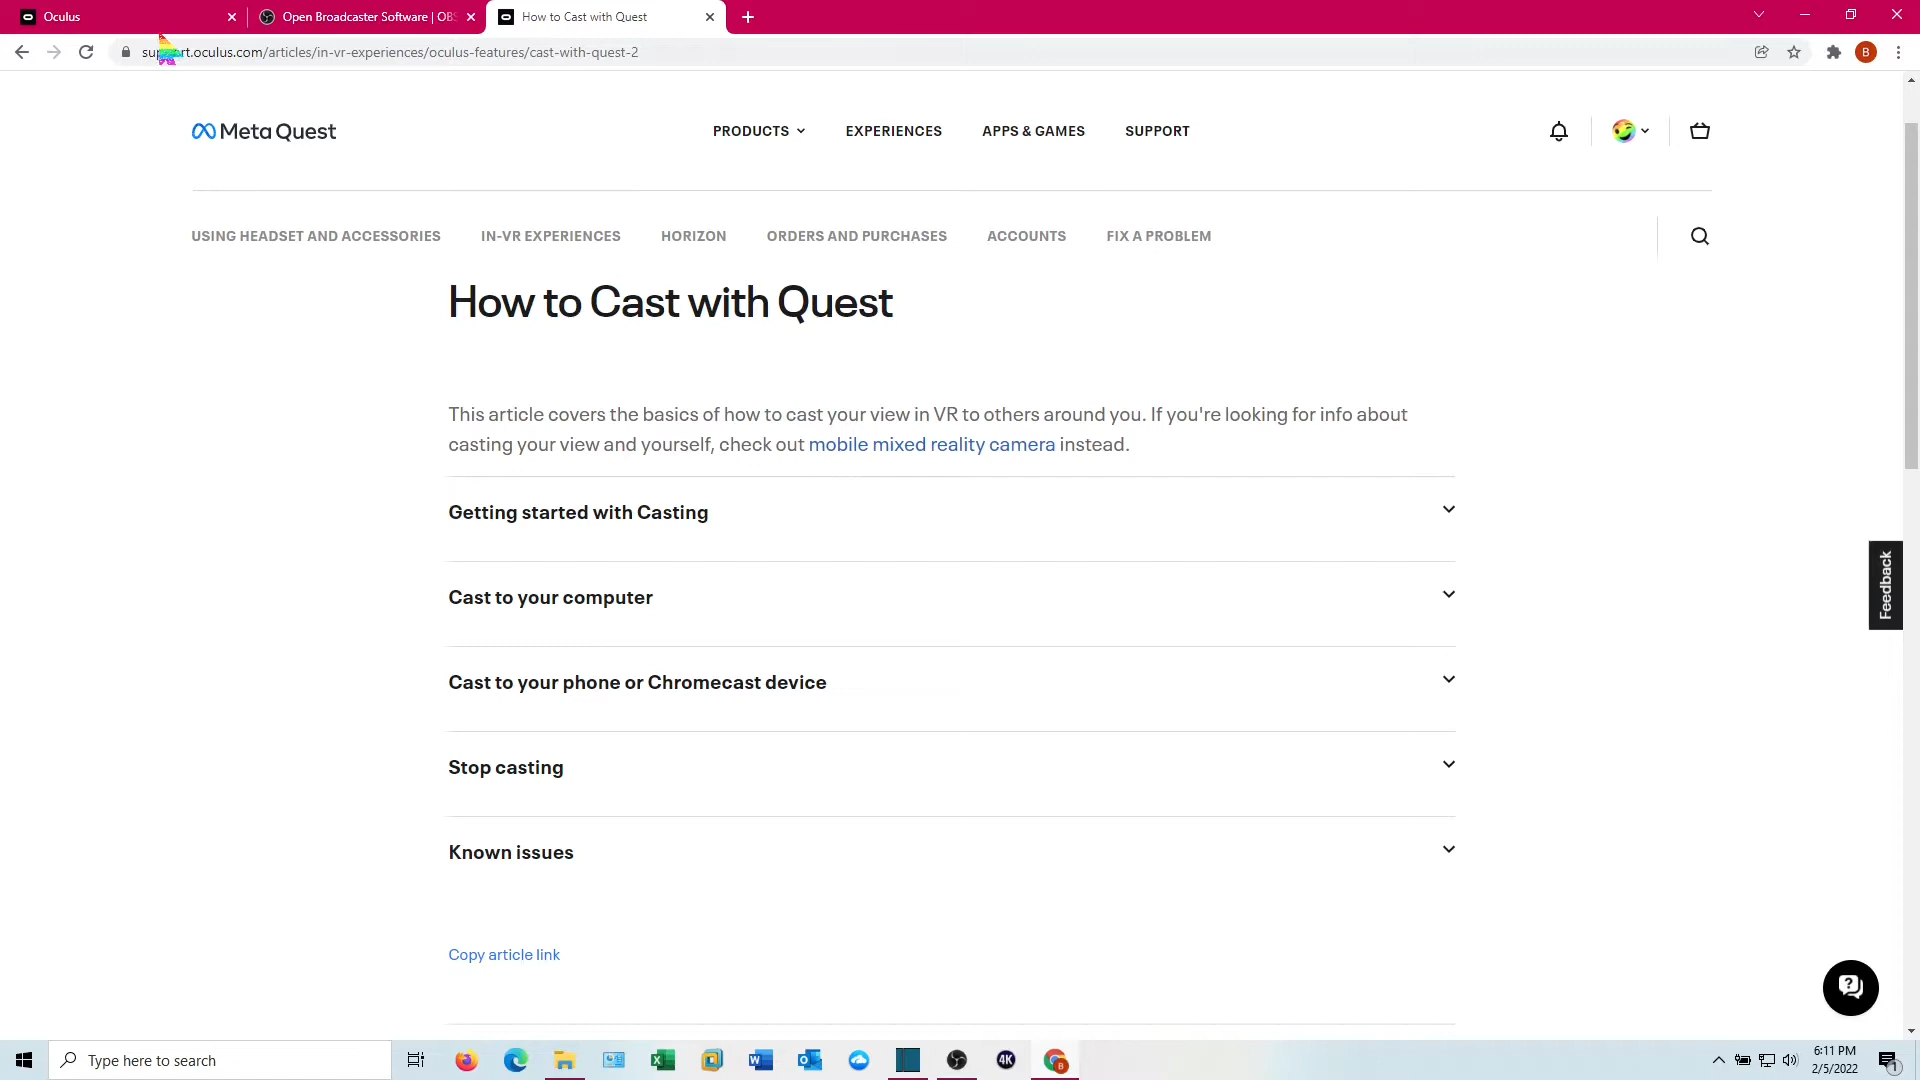 Oculus
Open Broadcaster Software | OBS
How to Cast with Quest
support.oculus.com/articles/in-vr-experiences/oculus-features/cast-with-quest-2
B
Meta Quest
PRODUCTS
EXPERIENCES
APPS & GAMES
SUPPORT
USING HEADSET AND ACCESSORIES
IN-VR EXPERIENCES
HORIZON
ORDERS AND PURCHASES
ACCOUNTS
FIX A PROBLEM
How to Cast with Quest
This article covers the basics of how to cast your view in VR to others around you. If you're looking for info about
casting your view and yourself, check out mobile mixed reality camera instead.
Getting started with Casting
Cast to your computer
Feedback
Cast to your phone or Chromecast device
Stop casting
Known issues
Copy article link
Type here to search
4K
B
6:11 PM
2/5/2022
1